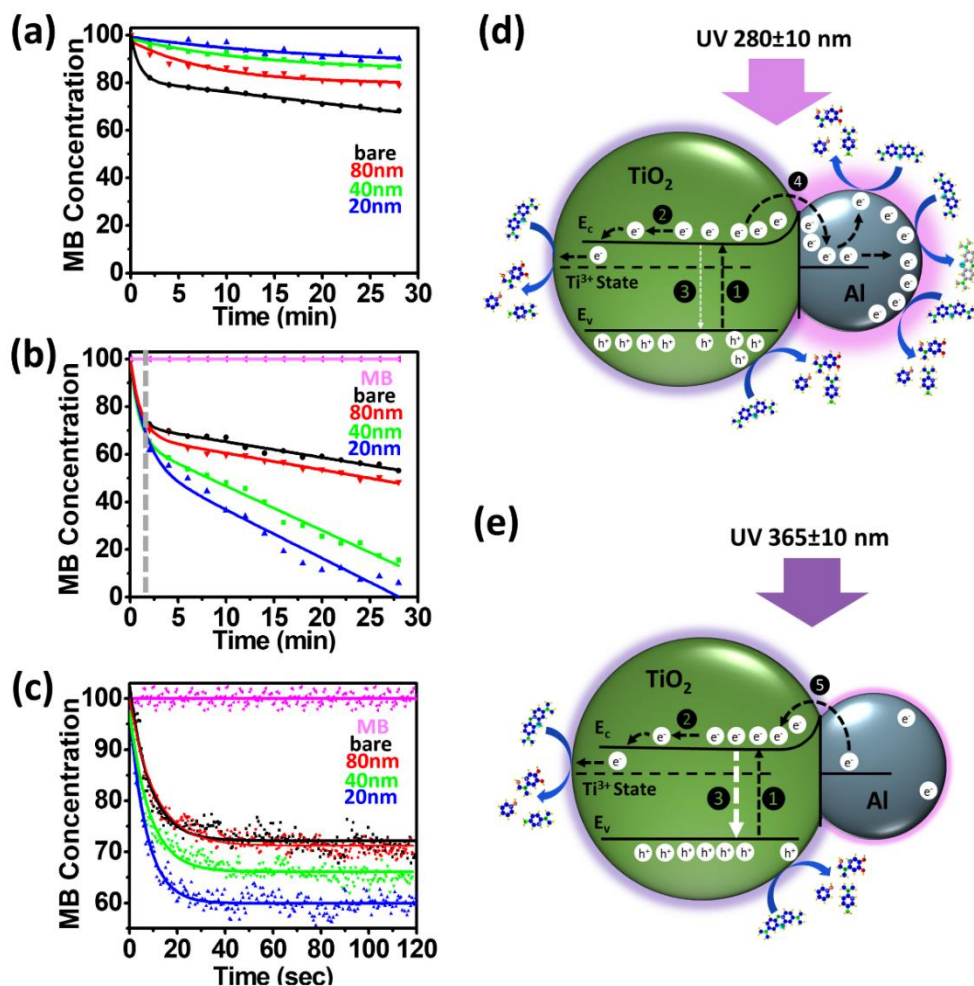 (a)
MB Concentration
100
80
60
40
20
0
bare
80nm
40nm
20nm
0 5 10 15 20 25 30
Time (min)
(b)
MB Concentration
100
80
60
40
20
0
MB
bare
80nm
40nm
20nm
0 5 10 15 20 25 30
Time (min)
(c)
MB Concentration
100
90
80
70
60
MB
bare
80nm
40nm
20nm
0 20 40 60 80 100 120
Time (sec)
(d)
UV 280±10 nm
TiO2
4
Ec
2
e- e- e- e- e- e- e-
e-
Ti3+ State
3 1
Ev
h+ h+ h+ h+ h+ h+ h+
h+
e- e- e- e- e- e- e- e- e- e- e- e-
Al
(e)
UV 365±10 nm
TiO2
5
Ec
2
e- e- e- e- e- e- e-
e-
Ti3+ State
3 1
Ev
h+ h+ h+ h+ h+ h+ h+
e-
e-
e-
Al